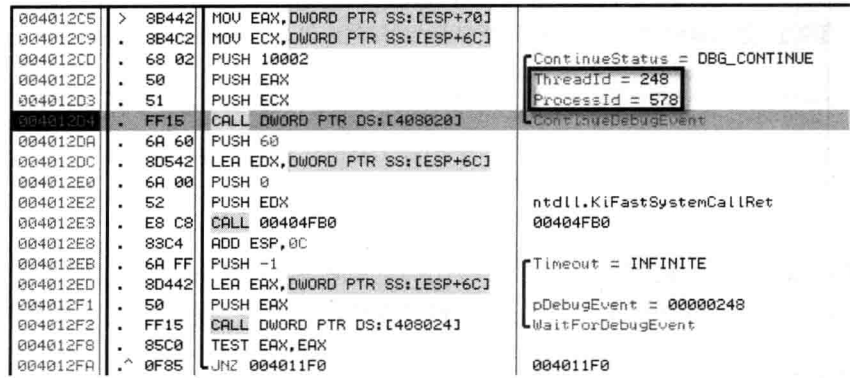 004012C5 > 8B442 MOV EAX,DWORD PTR SS:[ESP+70]
004012C9 . 8B4C2 MOV ECX,DWORD PTR SS:[ESP+6C]
004012CD . 68 02 PUSH 10002 ContinueStatus = DBG_CONTINUE
004012D2 . 50 PUSH EAX ThreadId = 248
004012D3 . 51 PUSH ECX ProcessId = 578
004012D4 . FF15 CALL DWORD PTR DS:[408020] ContinueDebugEvent
004012DA . 6A 60 PUSH 60
004012DC . 8D542 LEA EDX,DWORD PTR SS:[ESP+6C]
004012E0 . 6A 00 PUSH 0
004012E2 . 52 PUSH EDX ntdll.KiFastSystemCallRet
004012E3 . E8 C8 CALL 00404FB0 00404FB0
004012E8 . 83C4 ADD ESP,0C
004012EB . 6A FF PUSH -1 Timeout = INFINITE
004012ED . 8D442 LEA EAX,DWORD PTR SS:[ESP+6C]
004012F1 . 50 PUSH EAX pDebugEvent = 00000248
004012F2 . FF15 CALL DWORD PTR DS:[408024] WaitForDebugEvent
004012F8 . 85C0 TEST EAX,EAX
004012FA .^ 0F85 JNZ 004011F0 004011F0